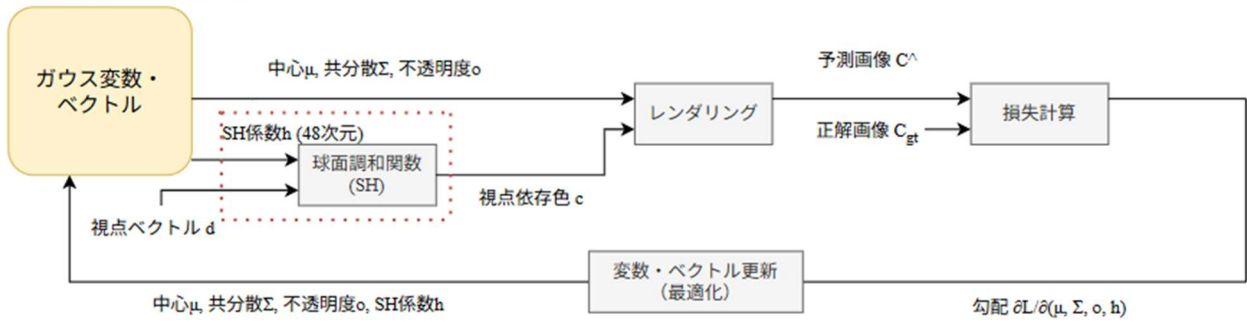 ガウス変数・
ベクトル
中心μ, 共分散Σ, 不透明度o
SH係数h (48次元)
球面調和関数
(SH)
視点ベクトル d
視点依存色 c
レンダリング
予測画像 C^
正解画像 C_gt
損失計算
変数・ベクトル更新
（最適化）
中心μ, 共分散Σ, 不透明度o, SH係数h
勾配 ∂L/∂(μ, Σ, o, h)